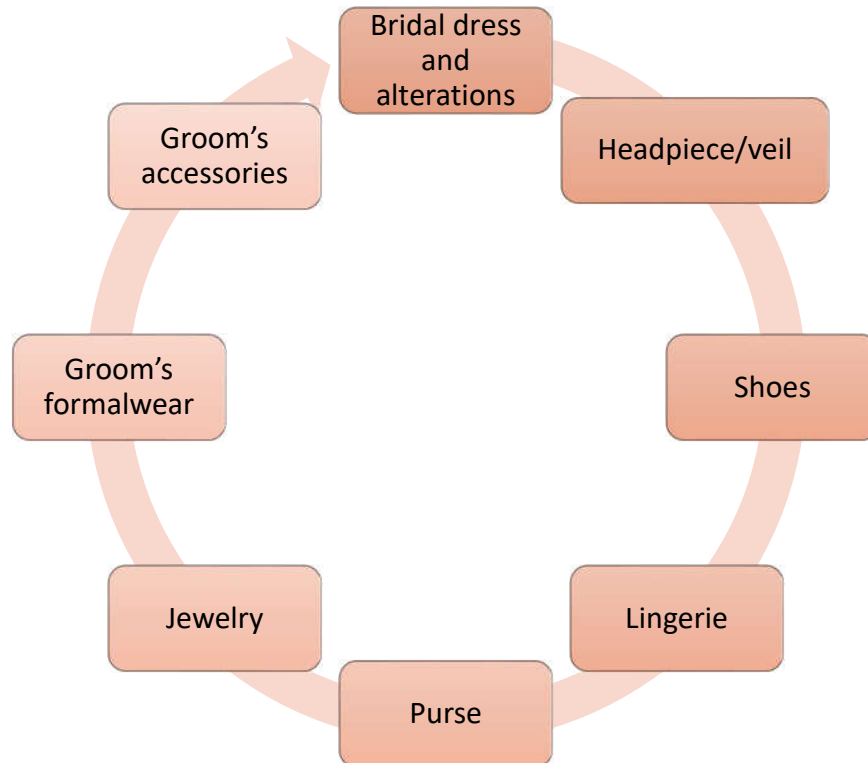 Bridal dress
and
alterations
Headpiece/veil
Shoes
Lingerie
Purse
Jewelry
Groom’s
formalwear
Groom’s
accessories